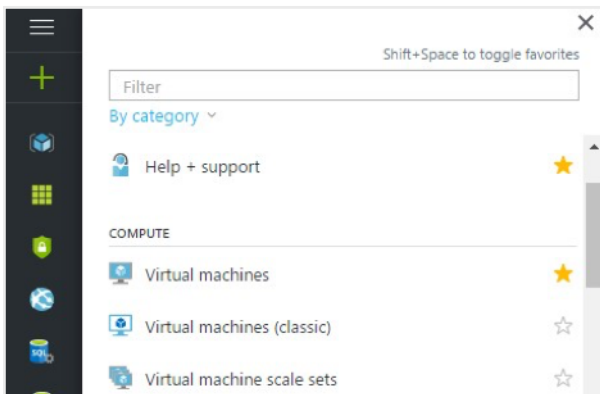 Shift+Space to toggle favorites
Filter
By category
Help + support
COMPUTE
Virtual machines
Virtual machines (classic)
SQL
Virtual machine scale sets